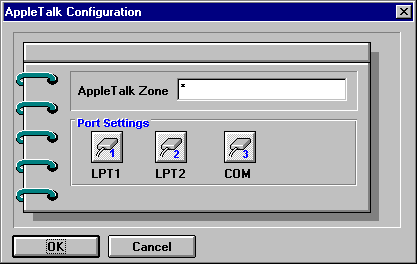 AppleTalk Configuration
AppleTalk Zone *
Port Settings
1 2 3
LPT1 LPT2 COM
OK Cancel